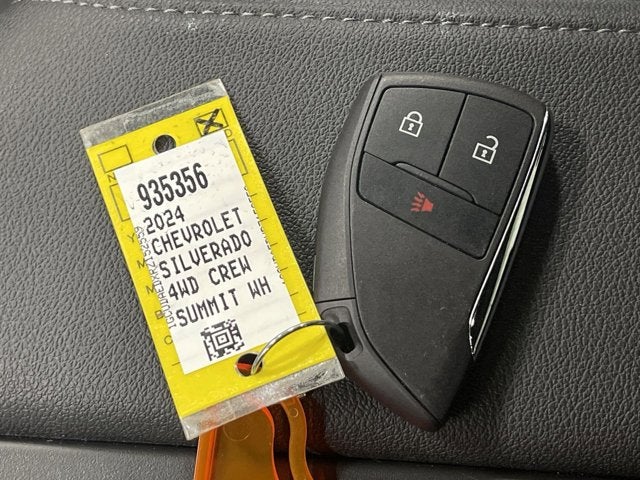 935356
2024
CHEVROLET
SILVERADO
4WD CREW
SUMMIT WH